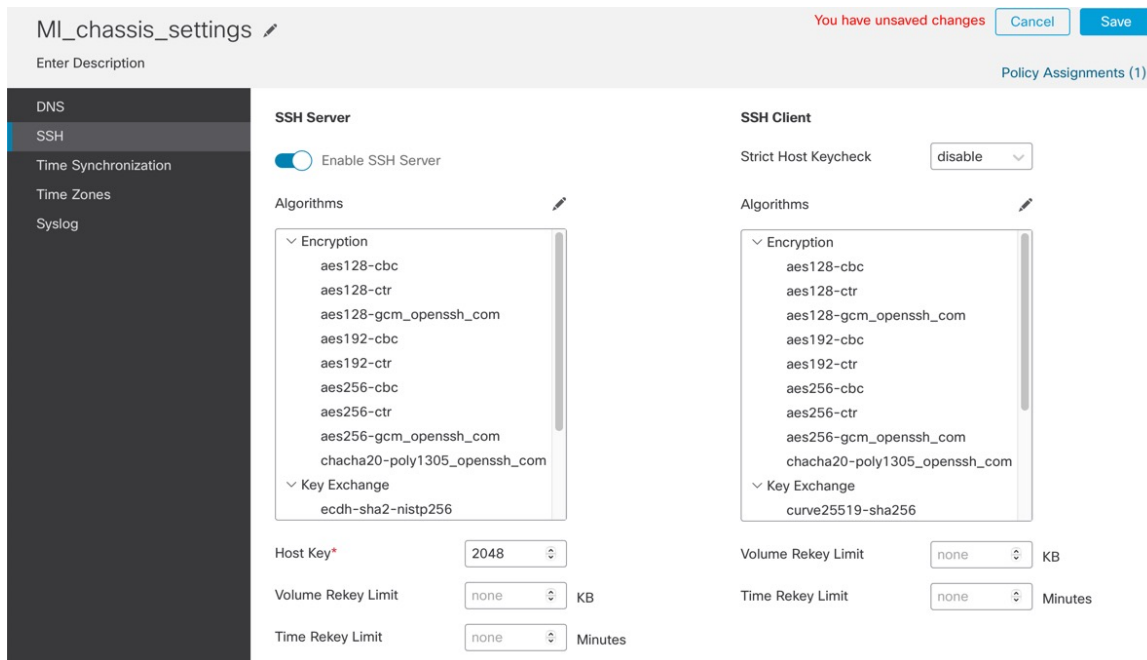 MI_chassis_settings
You have unsaved changes
Cancel
Save
Enter Description
Policy Assignments (1)
DNS
SSH
Time Synchronization
Time Zones
Syslog
SSH Server
Enable SSH Server
Algorithms
Encryption
aes128-cbc
aes128-ctr
aes128-gcm_openssh_com
aes192-cbc
aes192-ctr
aes256-cbc
aes256-ctr
aes256-gcm_openssh_com
chacha20-poly1305_openssh_com
Key Exchange
ecdh-sha2-nistp256
Host Key* 2048
Volume Rekey Limit none KB
Time Rekey Limit none Minutes
SSH Client
Strict Host Keycheck disable
Algorithms
Encryption
aes128-cbc
aes128-ctr
aes128-gcm_openssh_com
aes192-cbc
aes192-ctr
aes256-cbc
aes256-ctr
aes256-gcm_openssh_com
chacha20-poly1305_openssh_com
Key Exchange
curve25519-sha256
Volume Rekey Limit none KB
Time Rekey Limit none Minutes